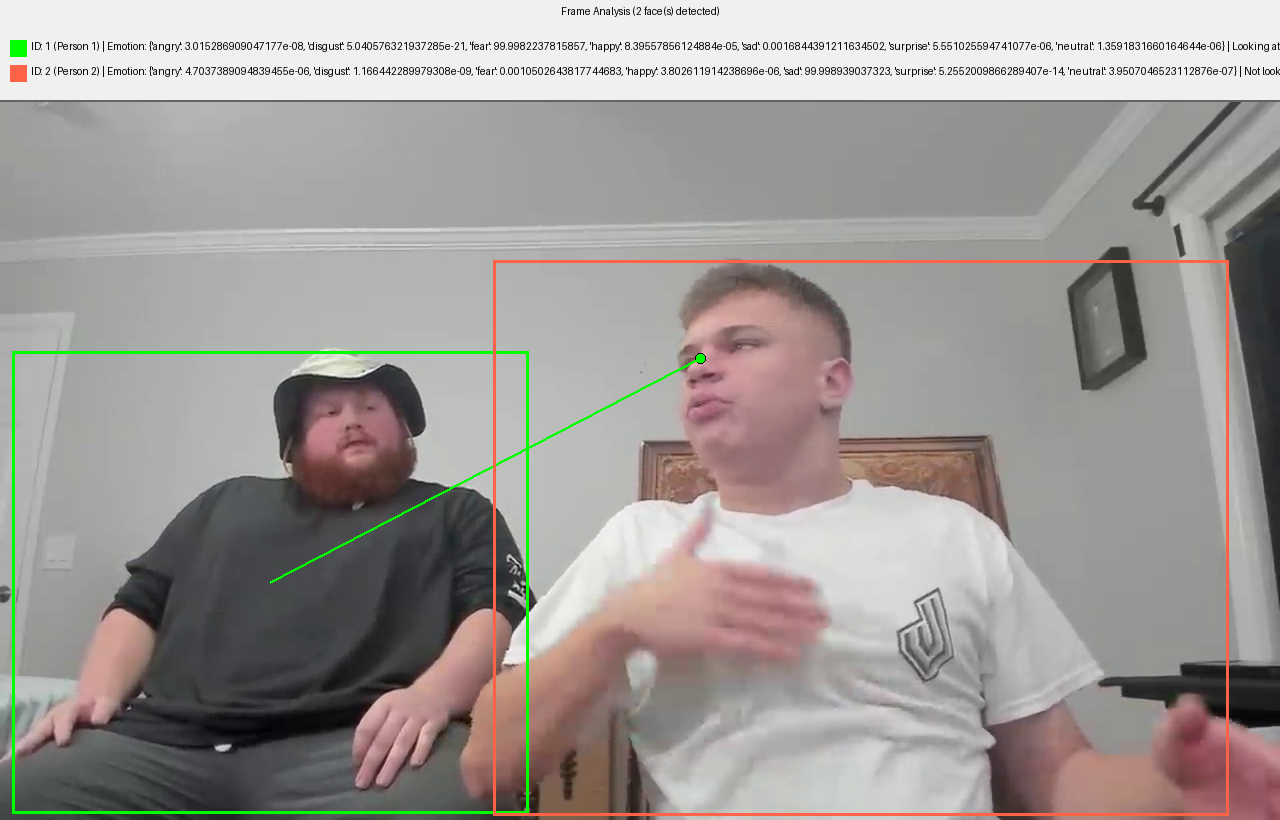 Frame Analysis (2 face(s) detected)
ID: 1 (Person 1) | Emotion: {'angry': 3.015286909047177e-08, 'disgust': 5.040576321937285e-21, 'fear': 99.9982237815857, 'happy': 8.39557856124884e-05, 'sad': 0.0016844391211634502, 'surprise': 5.551025594741077e-06, 'neutral': 1.3591831660164644e-06} | Looking at
ID: 2 (Person 2) | Emotion: {'angry': 4.7037389094839455e-06, 'disgust': 1.166442289979308e-09, 'fear': 0.0010502643817744683, 'happy': 3.802611914238696e-06, 'sad': 99.998939037323, 'surprise': 5.2552009866289407e-14, 'neutral': 3.9507046523112876e-07} | Not look